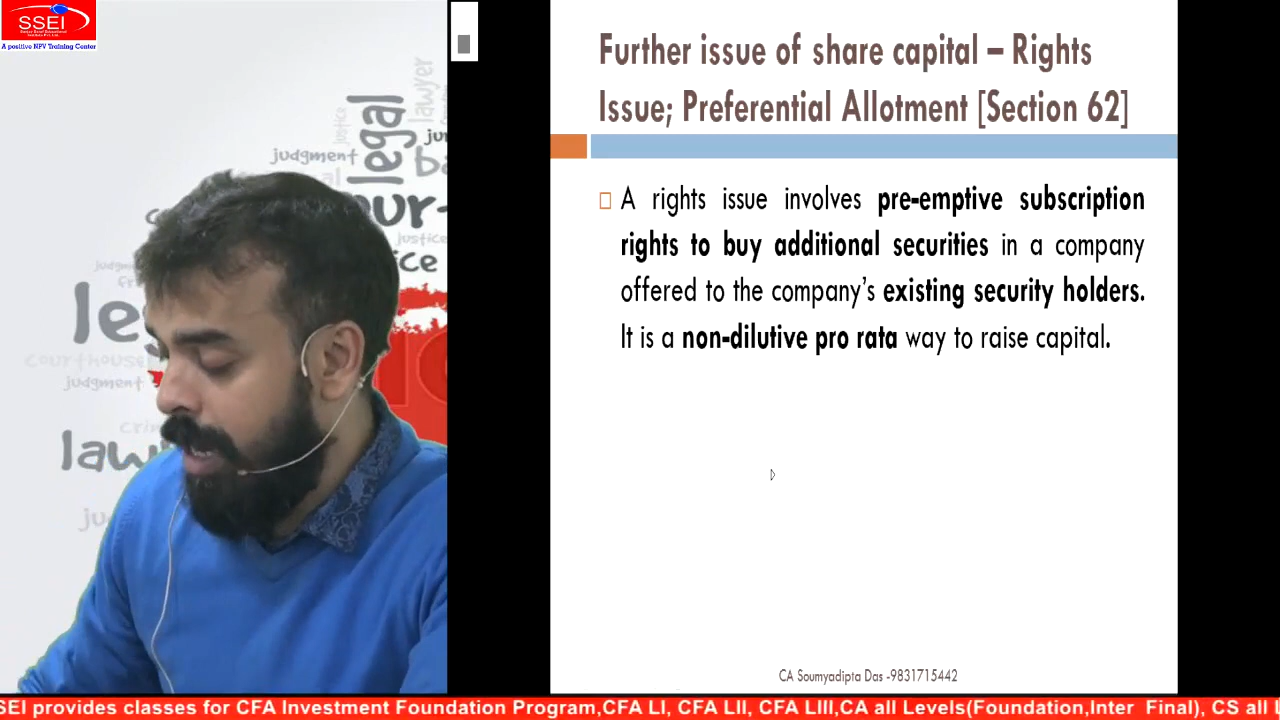 SSEI
A positive NPV Training Center
lawyer
legal
justice
judgment
justice
judgment
courthouse
judgment
Further issue of share capital – Rights
Issue; Preferential Allotment [Section 62]
A rights issue involves pre-emptive subscription
rights to buy additional securities in a company
offered to the company's existing security holders.
It is a non-dilutive pro rata way to raise capital.
CA Soumyadipta Das -9831715442
SEI provides classes for CFA Investment Foundation Program,CFA LI, CFA LII, CFA LIII,CA all Levels(Foundation,Inter Final), CS all L